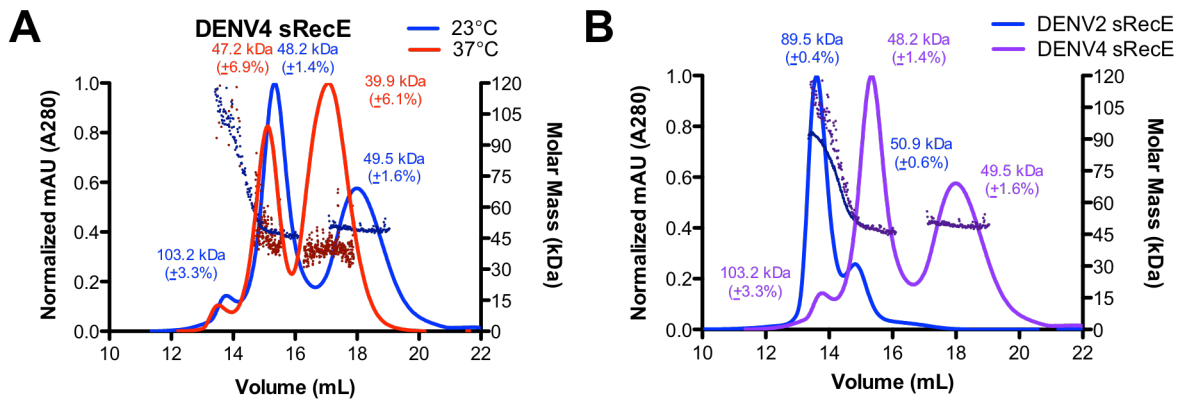 A
DENV4 sRecE
23°C
37°C
47.2 kDa
(±6.9%)
48.2 kDa
(±1.4%)
39.9 kDa
(±6.1%)
49.5 kDa
(±1.6%)
103.2 kDa
(±3.3%)
Normalized mAU (A280)
1.0
0.8
0.6
0.4
0.2
0.0
120
105
90
75
60
45
30
15
0
Molar Mass (kDa)
10 12 14 16 18 20 22
Volume (mL)
B
DENV2 sRecE
DENV4 sRecE
89.5 kDa
(±0.4%)
48.2 kDa
(±1.4%)
50.9 kDa
(±0.6%)
49.5 kDa
(±1.6%)
103.2 kDa
(±3.3%)
Normalized mAU (A280)
1.0
0.8
0.6
0.4
0.2
0.0
120
105
90
75
60
45
30
15
0
Molar Mass (kDa)
10 12 14 16 18 20 22
Volume (mL)